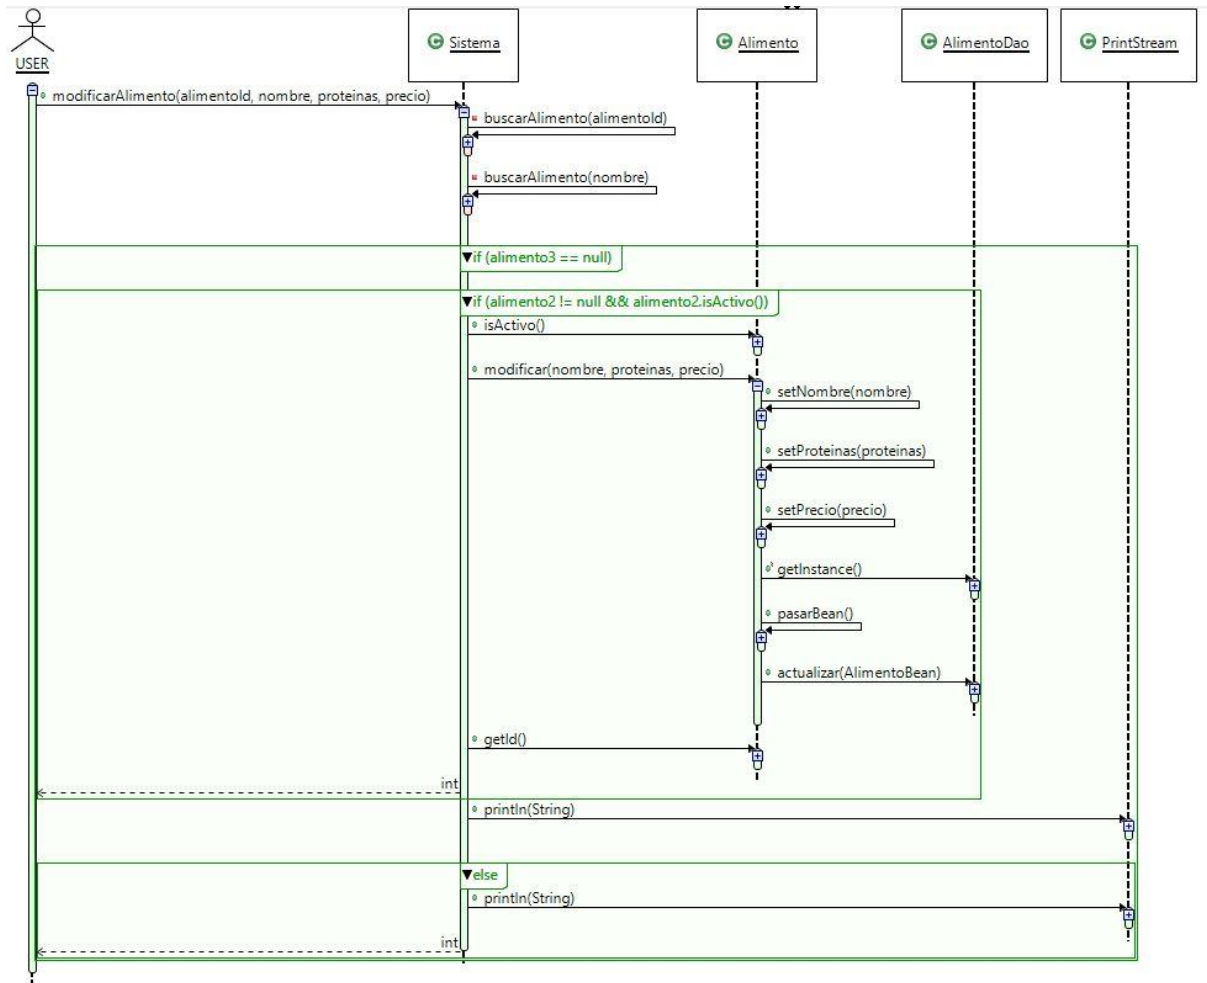 USER
Sistema
Alimento
AlimentoDao
PrintStream
modificarAlimento(alimentoId, nombre, proteinas, precio)
buscarAlimento(alimentoId)
buscarAlimento(nombre)
if (alimento3 == null)
if (alimento2 != null && alimento2.isActivo())
isActivo()
modificar(nombre, proteinas, precio)
setNombre(nombre)
setProteinas(proteinas)
setPrecio(precio)
getInstance()
pasarBean()
actualizar(AlimentoBean)
getId()
int
println(String)
else
println(String)
int